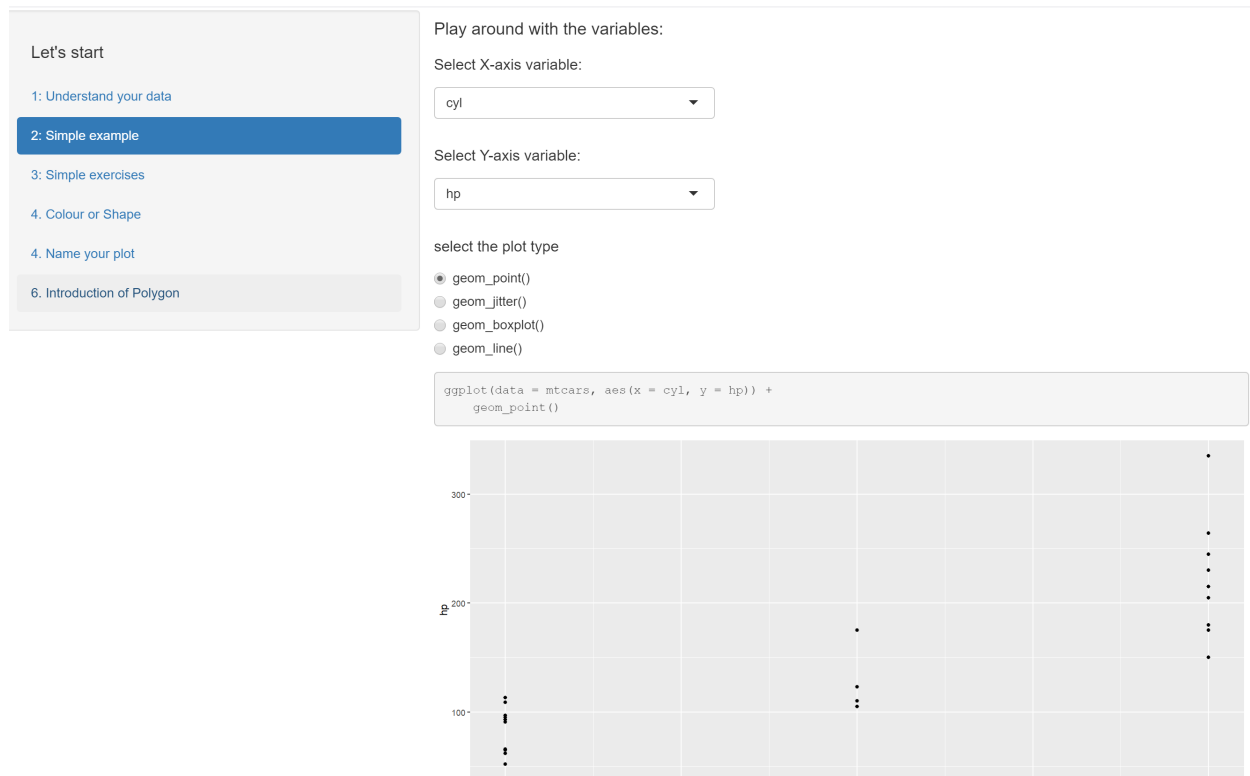 Let's start
1: Understand your data
2: Simple example
3: Simple exercises
4. Colour or Shape
4. Name your plot
6. Introduction of Polygon
Play around with the variables:
Select X-axis variable:
cyl
Select Y-axis variable:
hp
select the plot type
geom_point()
geom_jitter()
geom_boxplot()
geom_line()
ggplot(data = mtcars, aes(x = cyl, y = hp)) +
    geom_point()
300
200
100
hp